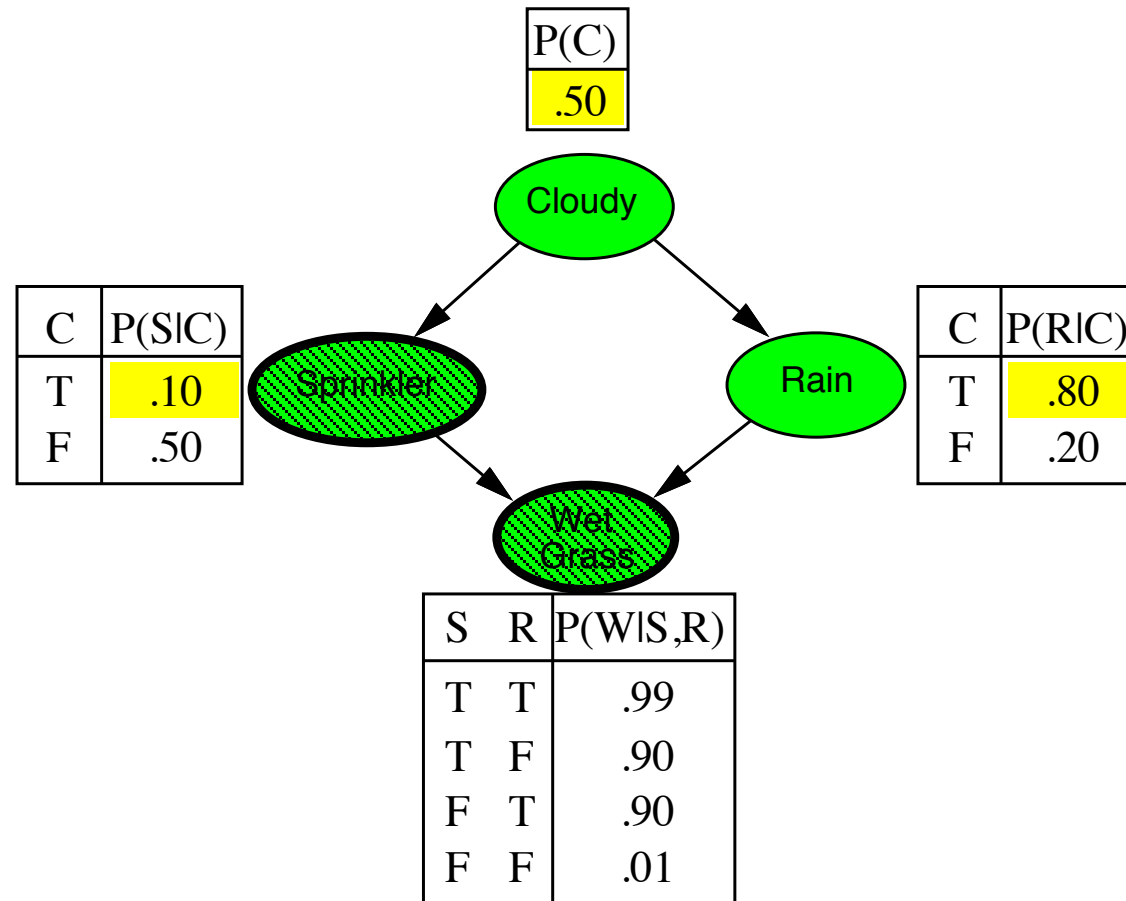 P(C)
.50
Cloudy
C P(S|C)
T .10
F .50
Sprinkler
Rain
C P(R|C)
T .80
F .20
Wet
Grass
S R P(W|S,R)
T T .99
T F .90
F T .90
F F .01